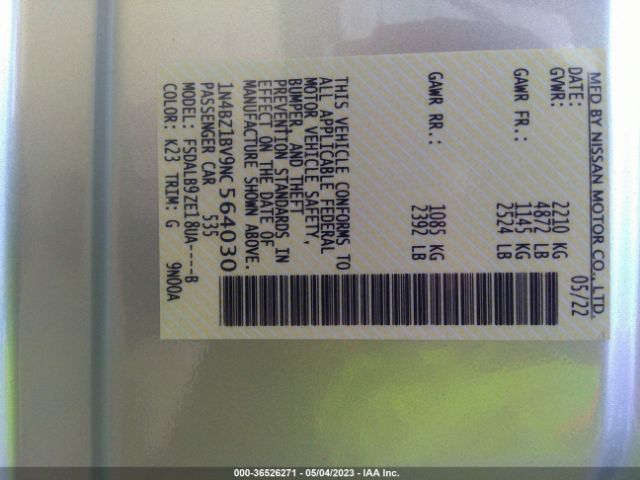 MFD BY NISSAN MOTOR CO., LTD.
DATE: 05/22
GVWR: 2210 KG
4872 LB
GAWR FR.: 1145 KG
2524 LB
GAWR RR.: 1085 KG
2392 LB
THIS VEHICLE CONFORMS TO
ALL APPLICABLE FEDERAL
MOTOR VEHICLE SAFETY,
BUMPER, AND THEFT
PREVENTION STANDARDS IN
EFFECT ON THE DATE OF
MANUFACTURE SHOWN ABOVE.
1N4BZ1BV9NC564030
PASSENGER CAR 535
MODEL: FSDALB9ZE18UA----B
COLOR: K23 TRIM: G 9N00A
000-36526271 - 05/04/2023 - IAA Inc.